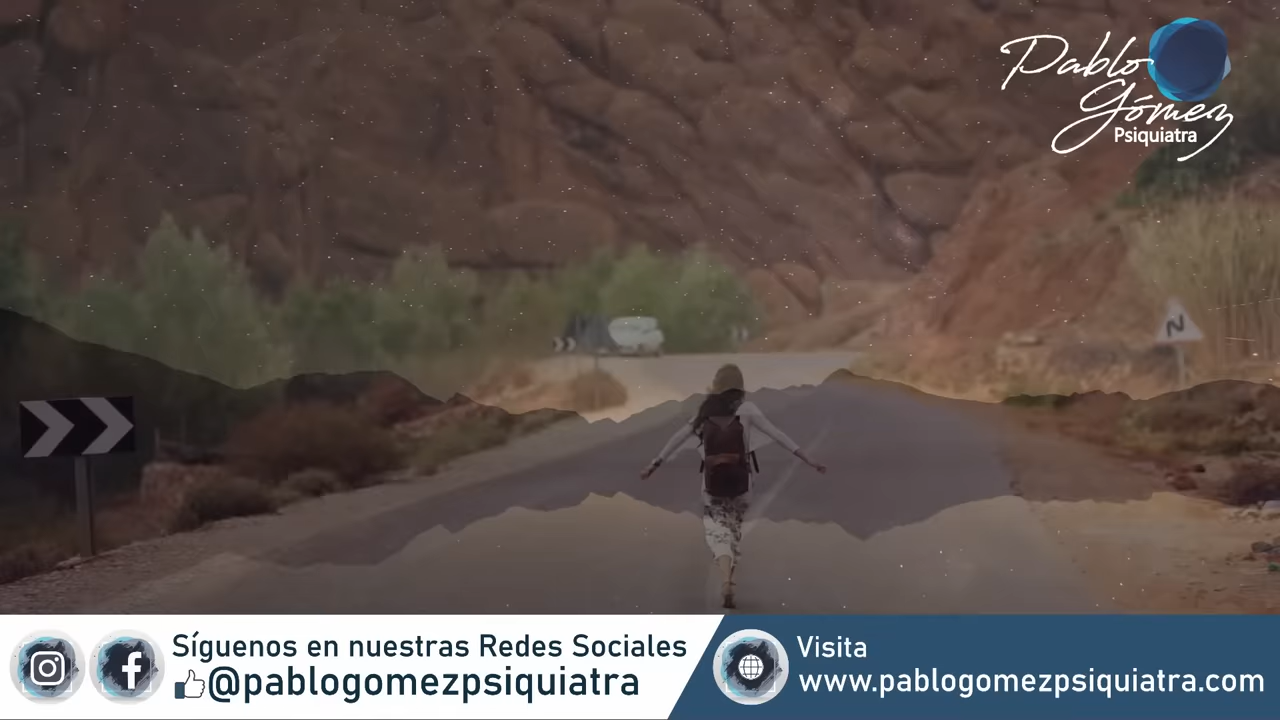 Pablo
Gómez
Psiquiatra
Síguenos en nuestras Redes Sociales
@pablogomezpsiquiatra
Visita
www.pablogomezpsiquiatra.com